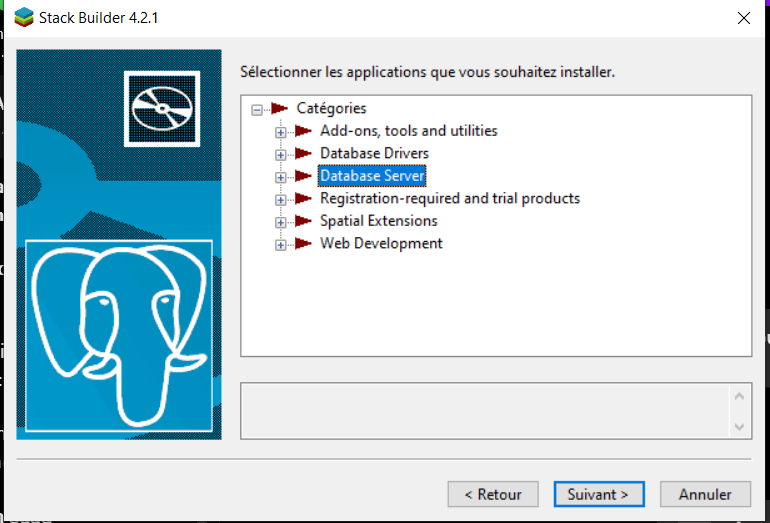 Stack Builder 4.2.1
Sélectionner les applications que vous souhaitez installer.
Catégories
Add-ons, tools and utilities
Database Drivers
Database Server
Registration-required and trial products
Spatial Extensions
Web Development
< Retour
Suivant >
Annuler